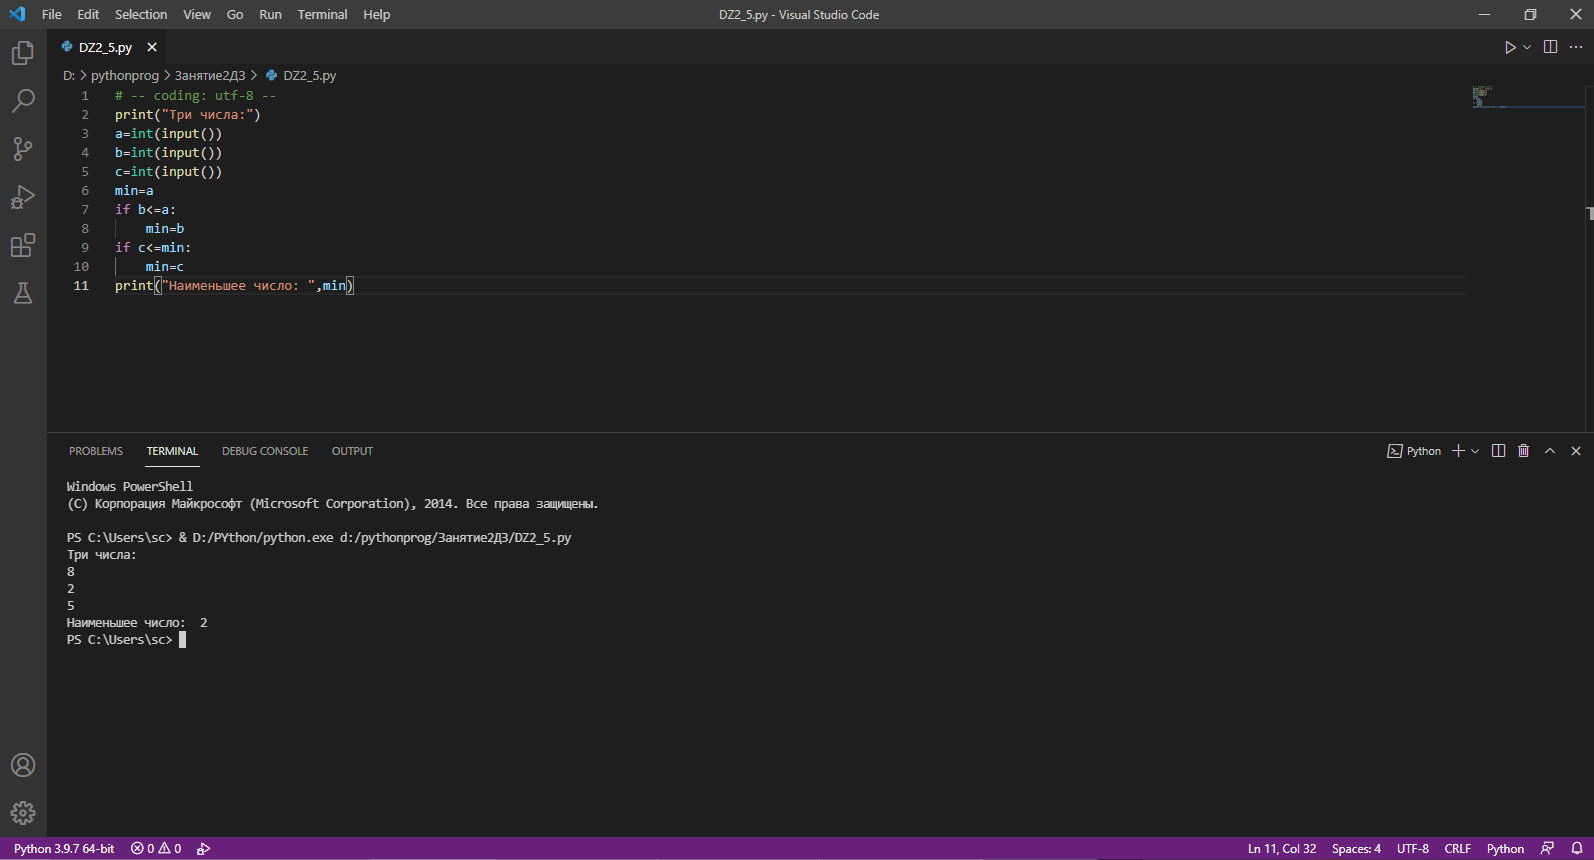 File Edit Selection View Go Run Terminal Help DZ2_5.py - Visual Studio Code
DZ2_5.py
D: > pythonprog > Занятие2ДЗ > DZ2_5.py
1 # -- coding: utf-8 --
2 print("Три числа:")
3 a=int(input())
4 b=int(input())
5 c=int(input())
6 min=a
7 if b<=a:
8     min=b
9 if c<=min:
10     min=c
11 print("Наименьшее число: ",min)
PROBLEMS TERMINAL DEBUG CONSOLE OUTPUT Python
Windows PowerShell
(C) Корпорация Майкрософт (Microsoft Corporation), 2014. Все права защищены.
PS C:\Users\sc> & D:/PYthon/python.exe d:/pythonprog/Занятие2ДЗ/DZ2_5.py
Три числа:
8
2
5
Наименьшее число:  2
PS C:\Users\sc>
Python 3.9.7 64-bit 0 0 Ln 11, Col 32 Spaces: 4 UTF-8 CRLF Python